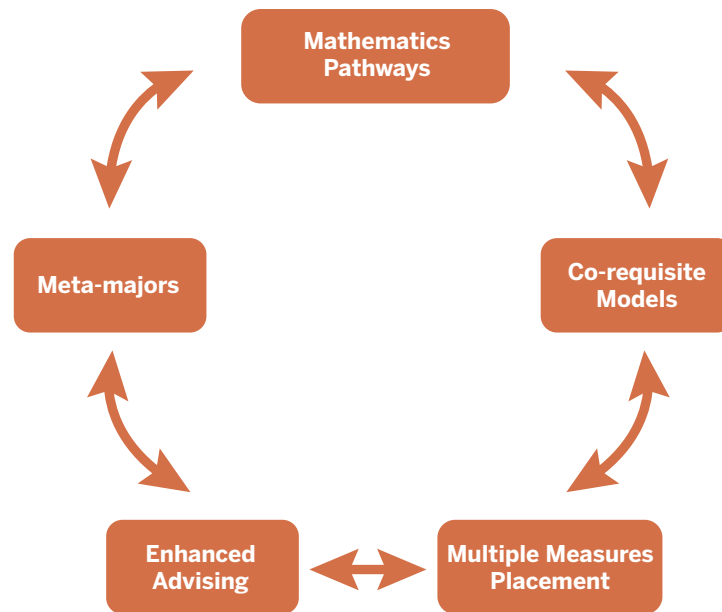 Mathematics
Pathways
Meta-majors
Co-requisite
Models
Enhanced
Advising
Multiple Measures
Placement